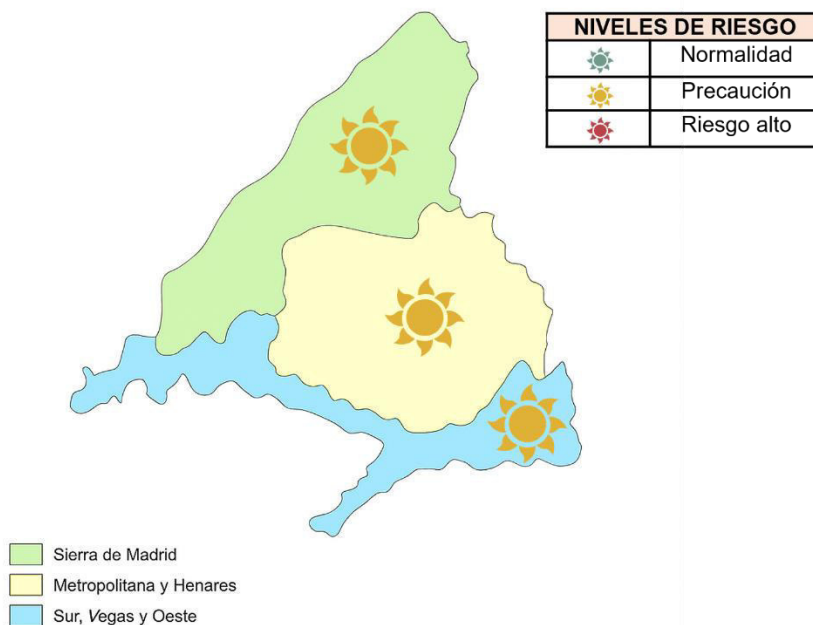 NIVELES DE RIESGO
Normalidad
Precaución
Riesgo alto
Sierra de Madrid
Metropolitana y Henares
Sur, Vegas y Oeste